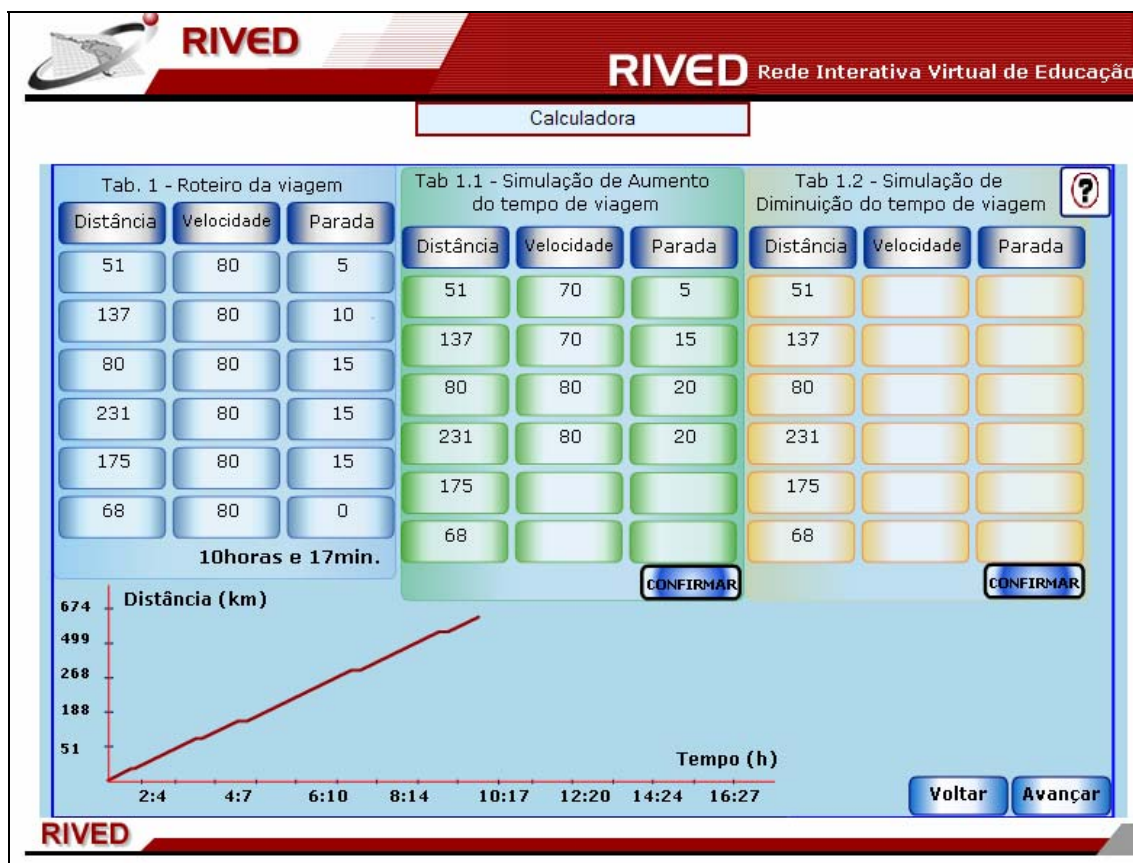 RIVED
RIVED Rede Interativa Virtual de Educação
Calculadora
Tab. 1 - Roteiro da viagem
Distância Velocidade Parada
51 80 5
137 80 10
80 80 15
231 80 15
175 80 15
68 80 0
10horas e 17min.
Tab 1.1 - Simulação de Aumento
do tempo de viagem
Distância Velocidade Parada
51 70 5
137 70 15
80 80 20
231 80 20
175
68
CONFIRMAR
Tab 1.2 - Simulação de
Diminuição do tempo de viagem
?
Distância Velocidade Parada
51
137
80
231
175
68
CONFIRMAR
Distância (km)
674
499
268
188
51
Tempo (h)
2:4 4:7 6:10 8:14 10:17 12:20 14:24 16:27
Voltar Avançar
RIVED